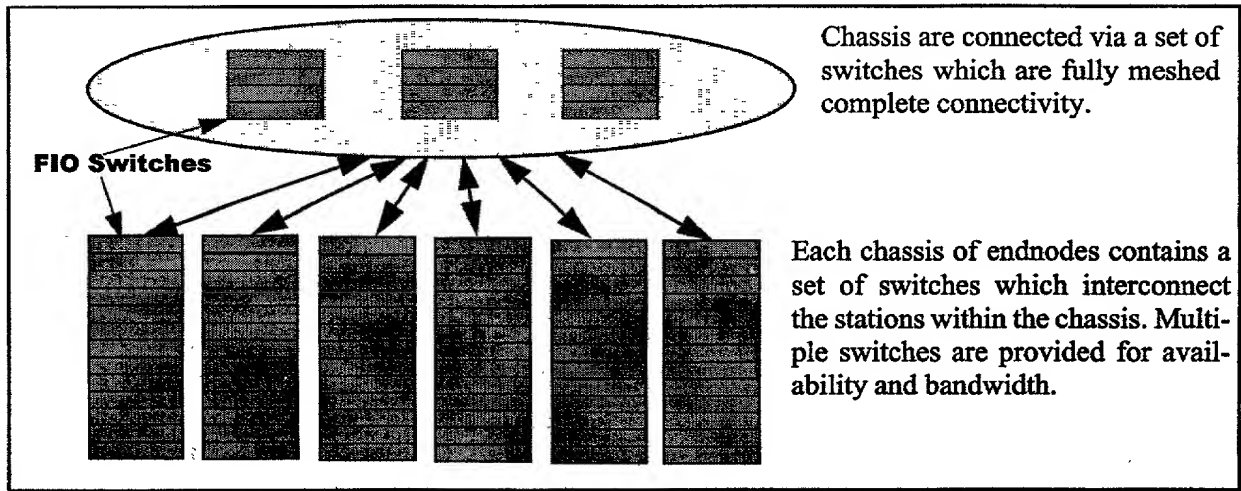 Chassis are connected via a set of
switches which are fully meshed
complete connectivity.
FIO Switches
Each chassis of endnodes contains a
set of switches which interconnect
the stations within the chassis. Multi-
ple switches are provided for avail-
ability and bandwidth.